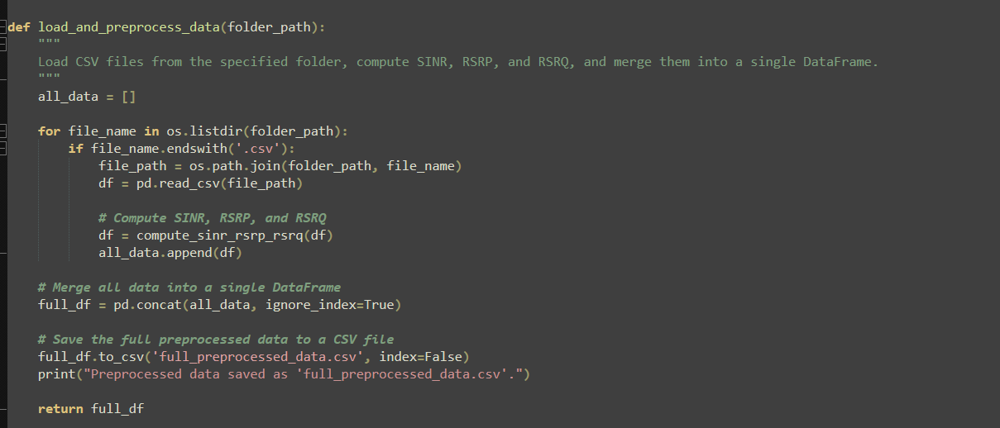 def load_and_preprocess_data(folder_path):
    """
    Load CSV files from the specified folder, compute SINR, RSRP, and RSRQ, and merge them into a single DataFrame.
    """
    all_data = []
    for file_name in os.listdir(folder_path):
        if file_name.endswith('.csv'):
            file_path = os.path.join(folder_path, file_name)
            df = pd.read_csv(file_path)
            # Compute SINR, RSRP, and RSRQ
            df = compute_sinr_rsrp_rsrq(df)
            all_data.append(df)
    # Merge all data into a single DataFrame
    full_df = pd.concat(all_data, ignore_index=True)
    # Save the full preprocessed data to a CSV file
    full_df.to_csv('full_preprocessed_data.csv', index=False)
    print("Preprocessed data saved as 'full_preprocessed_data.csv'.")
    return full_df